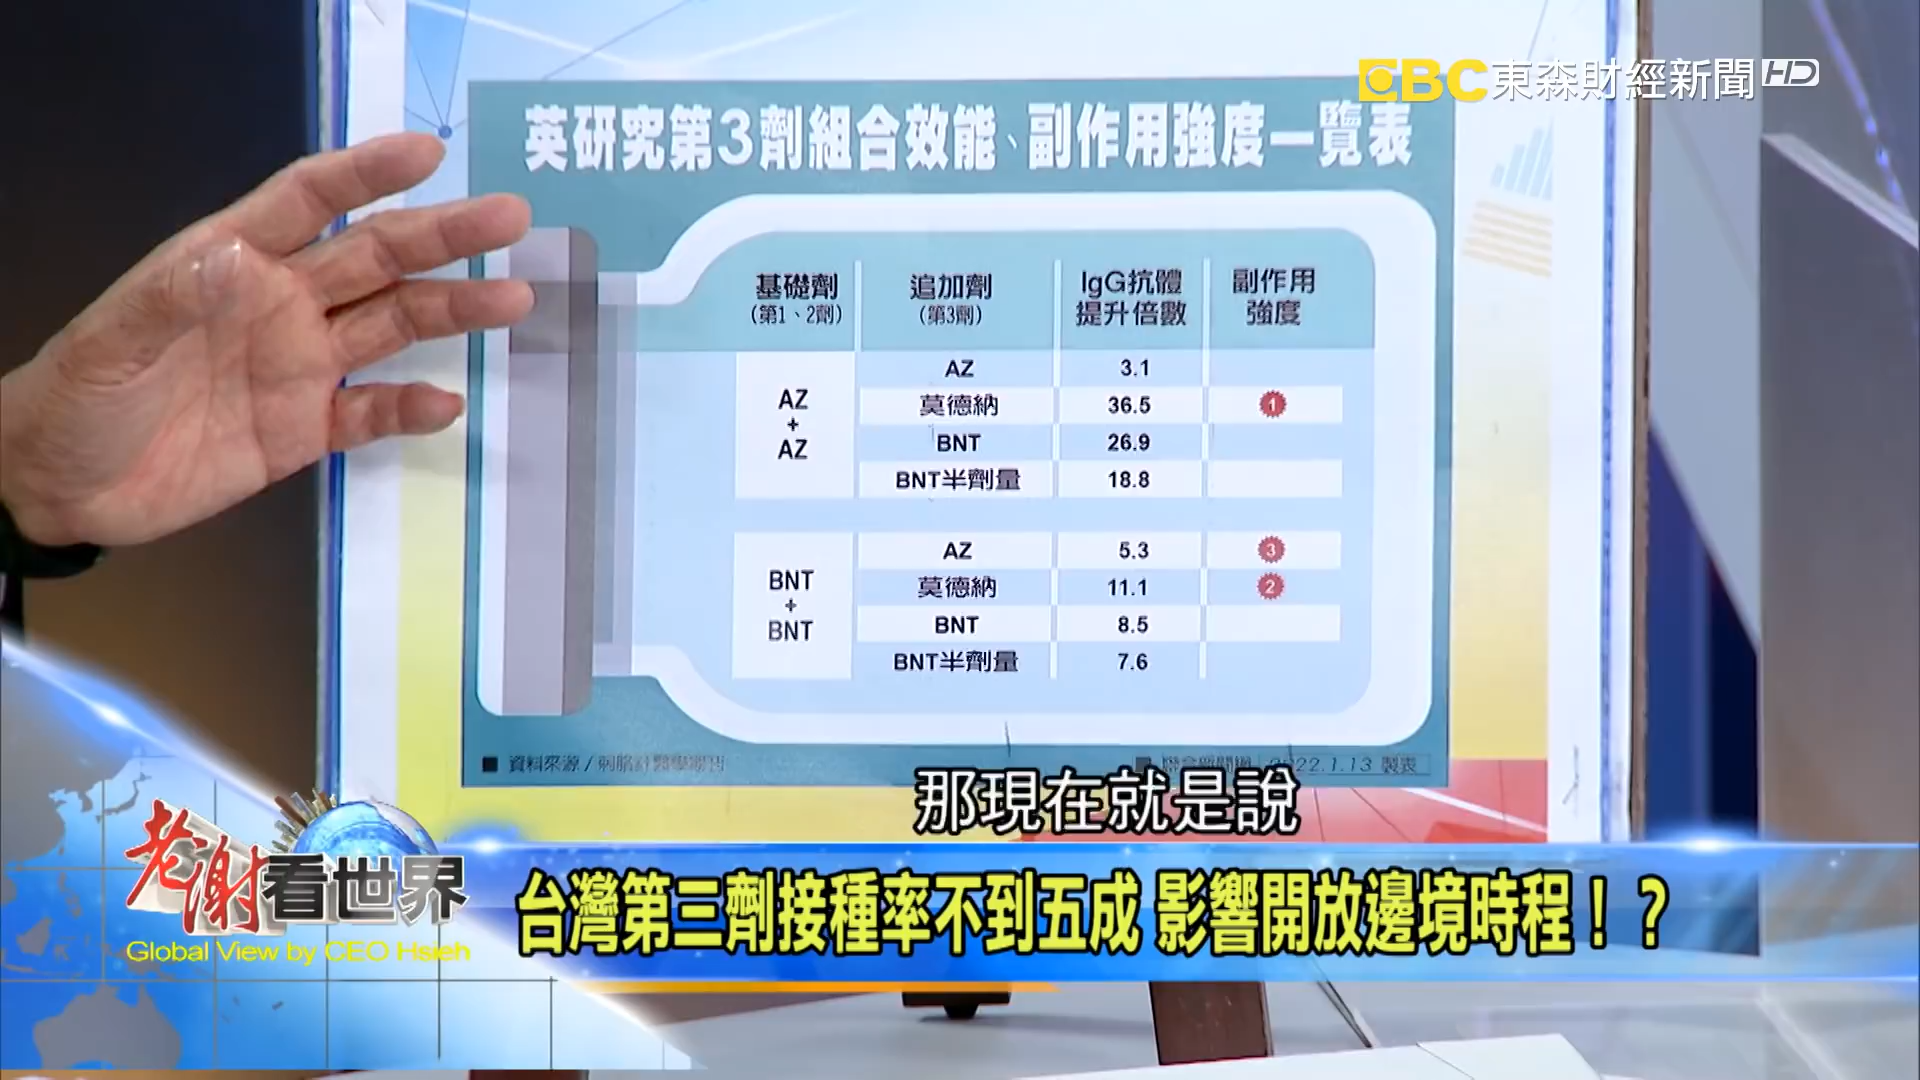 EBC 東森財經新聞 HD
英研究第3劑組合效能、副作用強度一覽表
基礎劑 追加劑 IgG抗體 副作用
(第1、2劑) (第3劑) 提升倍數 強度
AZ + AZ
AZ 3.1
莫德納 36.5 1
BNT 26.9
BNT半劑量 18.8
BNT + BNT
AZ 5.3 3
莫德納 11.1 2
BNT 8.5
BNT半劑量 7.6
資料來源/
2022.1.13 製表
那現在就是說
老謝看世界
Global View by CEO Hsieh
台灣第三劑接種率不到五成 影響開放邊境時程!?